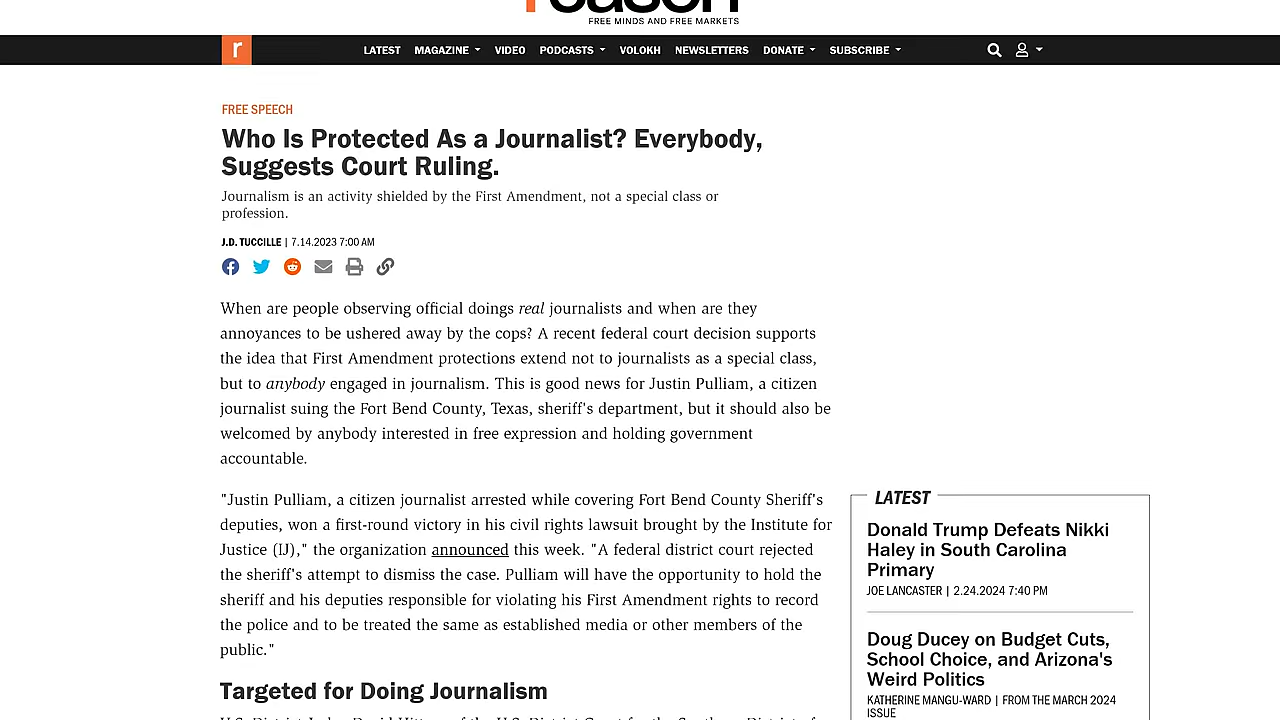 FREE MINDS AND FREE MARKETS
r LATEST MAGAZINE VIDEO PODCASTS VOLOKH NEWSLETTERS DONATE SUBSCRIBE
FREE SPEECH
Who Is Protected As a Journalist? Everybody,
Suggests Court Ruling.
Journalism is an activity shielded by the First Amendment, not a special class or
profession.
J.D. TUCCILLE | 7.14.2023 7:00 AM
When are people observing official doings real journalists and when are they
annoyances to be ushered away by the cops? A recent federal court decision supports
the idea that First Amendment protections extend not to journalists as a special class,
but to anybody engaged in journalism. This is good news for Justin Pulliam, a citizen
journalist suing the Fort Bend County, Texas, sheriff's department, but it should also be
welcomed by anybody interested in free expression and holding government
accountable.
"Justin Pulliam, a citizen journalist arrested while covering Fort Bend County Sheriff's
deputies, won a first-round victory in his civil rights lawsuit brought by the Institute for
Justice (IJ)," the organization announced this week. "A federal district court rejected
the sheriff's attempt to dismiss the case. Pulliam will have the opportunity to hold the
sheriff and his deputies responsible for violating his First Amendment rights to record
the police and to be treated the same as established media or other members of the
public."
Targeted for Doing Journalism
LATEST
Donald Trump Defeats Nikki
Haley in South Carolina
Primary
JOE LANCASTER | 2.24.2024 7:40 PM
Doug Ducey on Budget Cuts,
School Choice, and Arizona's
Weird Politics
KATHERINE MANGU-WARD | FROM THE MARCH 2024
ISSUE